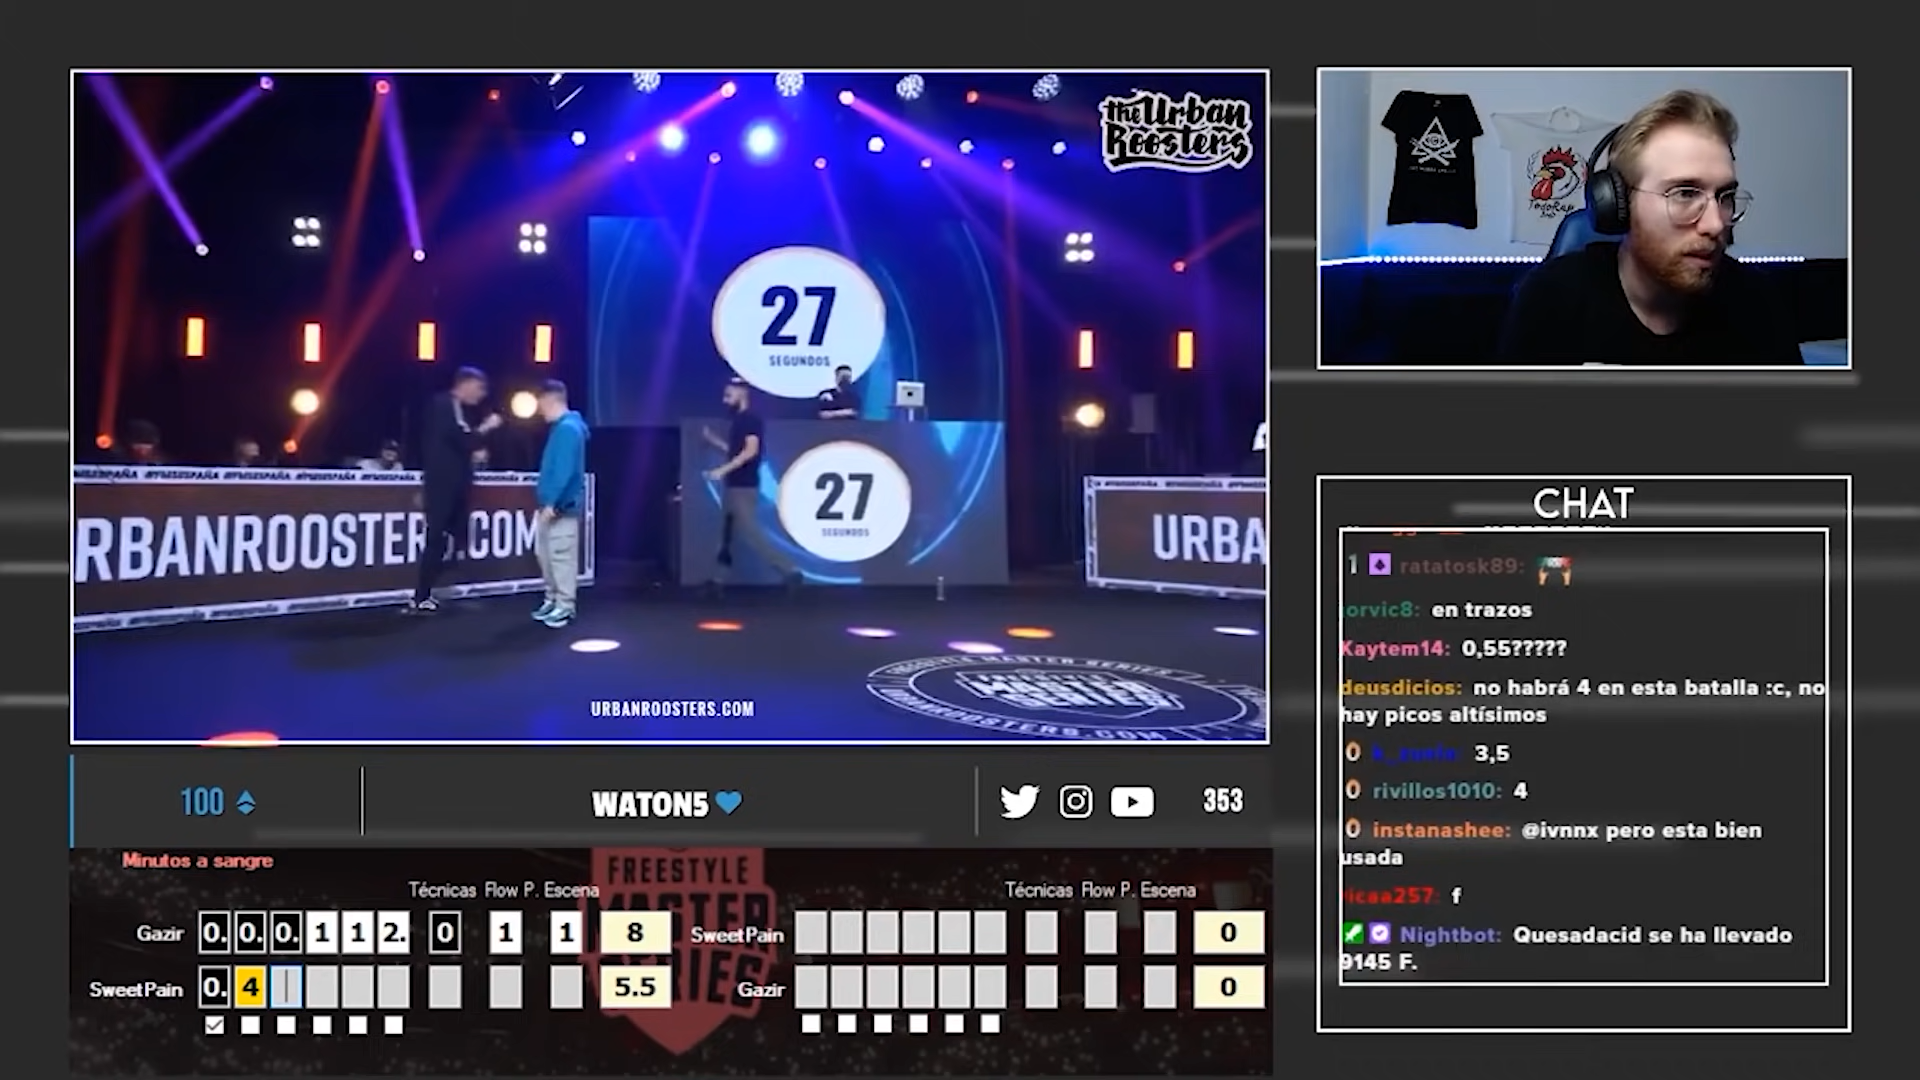 the Urban
Roosters
27
SEGUNDOS
27
SEGUNDOS
RBANROOSTER
.COM
URBA
URBANROOSTERS.COM
100
WATON5
353
Minutos a sangre
FREESTYLE
MASTER
SERIES
Técnicas Flow P. Escena
Gazir 0. 0. 0. 1 1 2. 0 1 1 8
SweetPain 0. 4 5.5
Técnicas Flow P. Escena
SweetPain 0
Gazir 0
CHAT
1 ratatosk89:
orvic8: en trazos
Kaytem14: 0,55?????
deusdicios: no habrá 4 en esta batalla :c, no
hay picos altísimos
3,5
rivillos1010: 4
instanashee: @ivnnx pero esta bien
usada
icaa257: f
Nightbot: Quesadacid se ha llevado
9145 F.